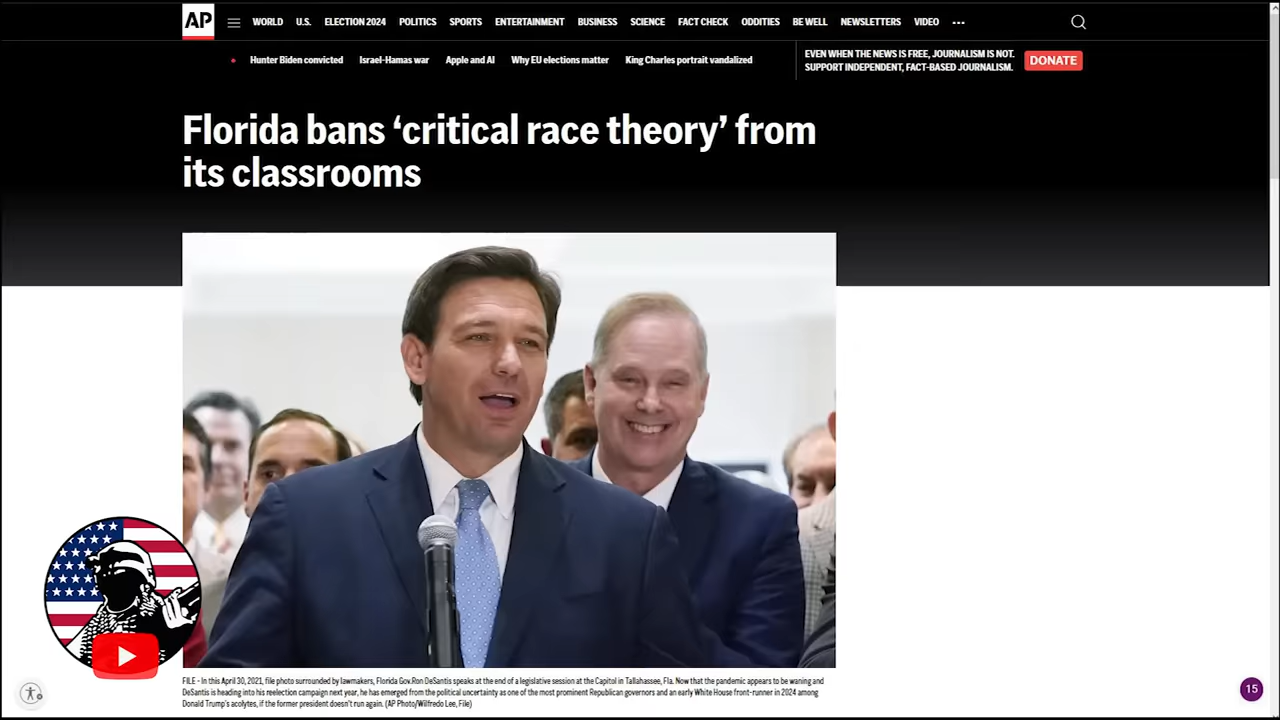 AP
WORLD U.S. ELECTION 2024 POLITICS SPORTS ENTERTAINMENT BUSINESS SCIENCE FACT CHECK ODDITIES BE WELL NEWSLETTERS VIDEO
Hunter Biden convicted Israel-Hamas war Apple and AI Why EU elections matter King Charles portrait vandalized
EVEN WHEN THE NEWS IS FREE, JOURNALISM IS NOT.
SUPPORT INDEPENDENT, FACT-BASED JOURNALISM.
DONATE
Florida bans ‘critical race theory’ from
its classrooms
FILE - In this April 30, 2021, file photo surrounded by lawmakers, Florida Gov.Ron DeSantis speaks at the end of a legislative session at the Capitol in Tallahassee, Fla. Now that the pandemic appears to be waning and
DeSantis is heading into his reelection campaign next year, he has emerged from the political uncertainty as one of the most prominent Republican governors and an early White House front-runner in 2024 among
Donald Trump's acolytes, if the former president doesn't run again. (AP Photo/Wilfredo Lee, File)
15